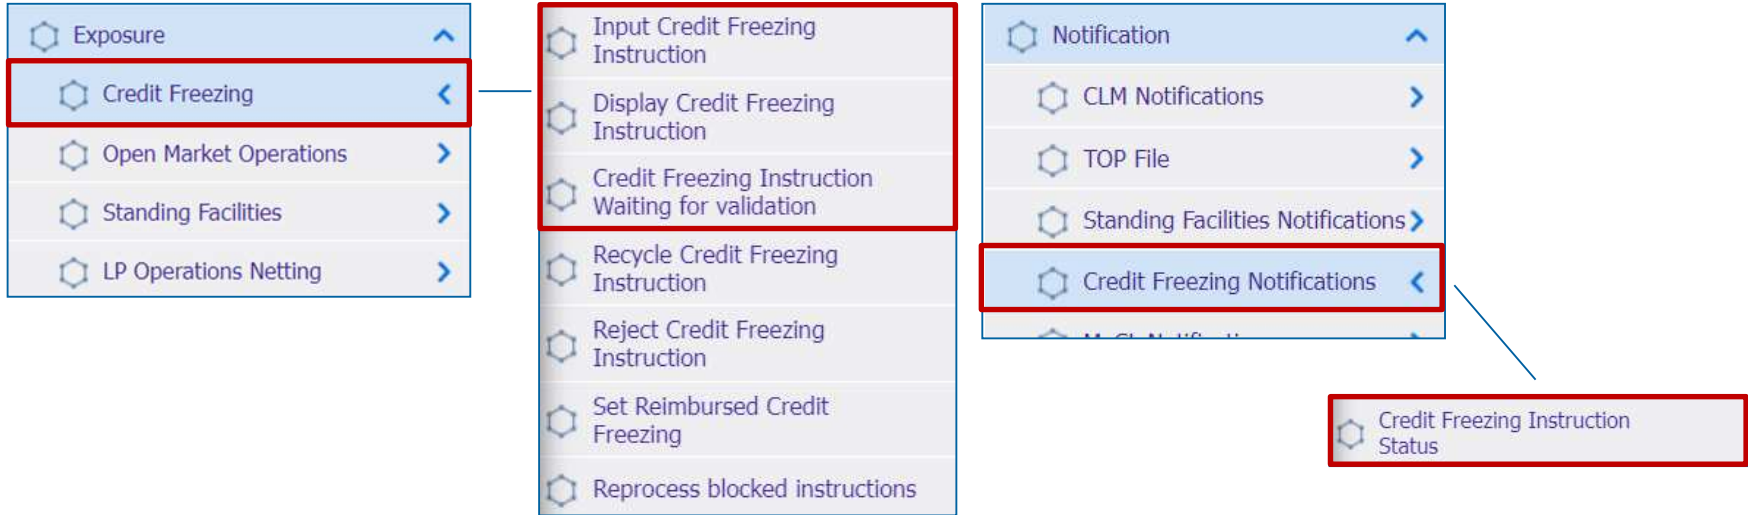 Exposure
Credit Freezing
Open Market Operations
Standing Facilities
LP Operations Netting
Input Credit Freezing
Instruction
Display Credit Freezing
Instruction
Credit Freezing Instruction
Waiting for validation
Recycle Credit Freezing
Instruction
Reject Credit Freezing
Instruction
Set Reimbursed Credit
Freezing
Reprocess blocked instructions
Notification
CLM Notifications
TOP File
Standing Facilities Notifications
Credit Freezing Notifications
Credit Freezing Instruction
Status